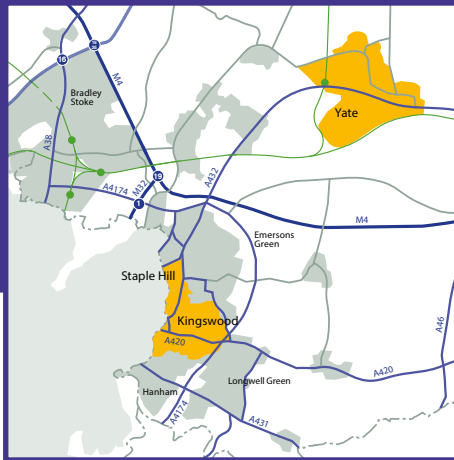 20
16
M4
Bradley
Stoke
Yate
A38
A4174
M32
19
A432
1
M4
Emersons
Green
Staple Hill
Kingswood
A420
A46
A420
Longwell Green
Hanham
A4174
A431